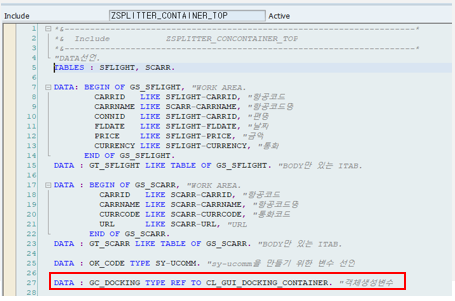 Include ZSPLITTER_CONTAINER_TOP Active
1 *&---------------------------------------------------------------------*
2 *& Include ZSPLITTER_CONCONTAINER_TOP
3 *&---------------------------------------------------------------------*
4 "DATA선언.
5 TABLES : SFLIGHT, SCARR.
6
7 DATA: BEGIN OF GS_SFLIGHT, "WORK AREA.
8 CARRID LIKE SFLIGHT-CARRID, "항공코드
9 CARRNAME LIKE SCARR-CARRNAME, "항공코드명
10 CONNID LIKE SFLIGHT-CARRID, "편명
11 FLDATE LIKE SFLIGHT-FLDATE, "날짜
12 PRICE LIKE SFLIGHT-PRICE, "금액
13 CURRENCY LIKE SFLIGHT-CURRENCY, "통화
14 END OF GS_SFLIGHT.
15 DATA : GT_SFLIGHT LIKE TABLE OF GS_SFLIGHT. "BODY만 있는 ITAB.
16
17 DATA : BEGIN OF GS_SCARR, "WORK AREA.
18 CARRID LIKE SCARR-CARRID, "항공코드
19 CARRNAME LIKE SCARR-CARRNAME, "항공코드명
20 CURRCODE LIKE SCARR-CURRCODE, "통화코드
21 URL LIKE SCARR-URL, "URL
22 END OF GS_SCARR.
23 DATA : GT_SCARR LIKE TABLE OF GS_SCARR. "BODY만 있는 ITAB.
24
25 DATA : OK_CODE TYPE SY-UCOMM. "sy-ucomm을 만들기 위한 변수 선언
26
27 DATA : GC_DOCKING TYPE REF TO CL_GUI_DOCKING_CONTAINER. "객체생성변수